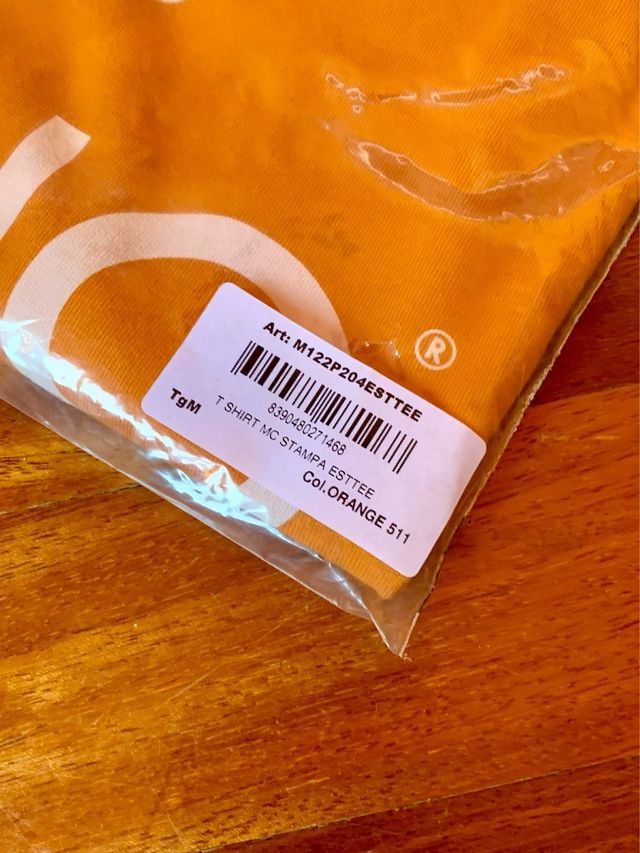 ®
Art: M122P204ESTTEE
8390480271468
T SHIRT MC STAMPA ESTTEE
TgM
Col.ORANGE 511